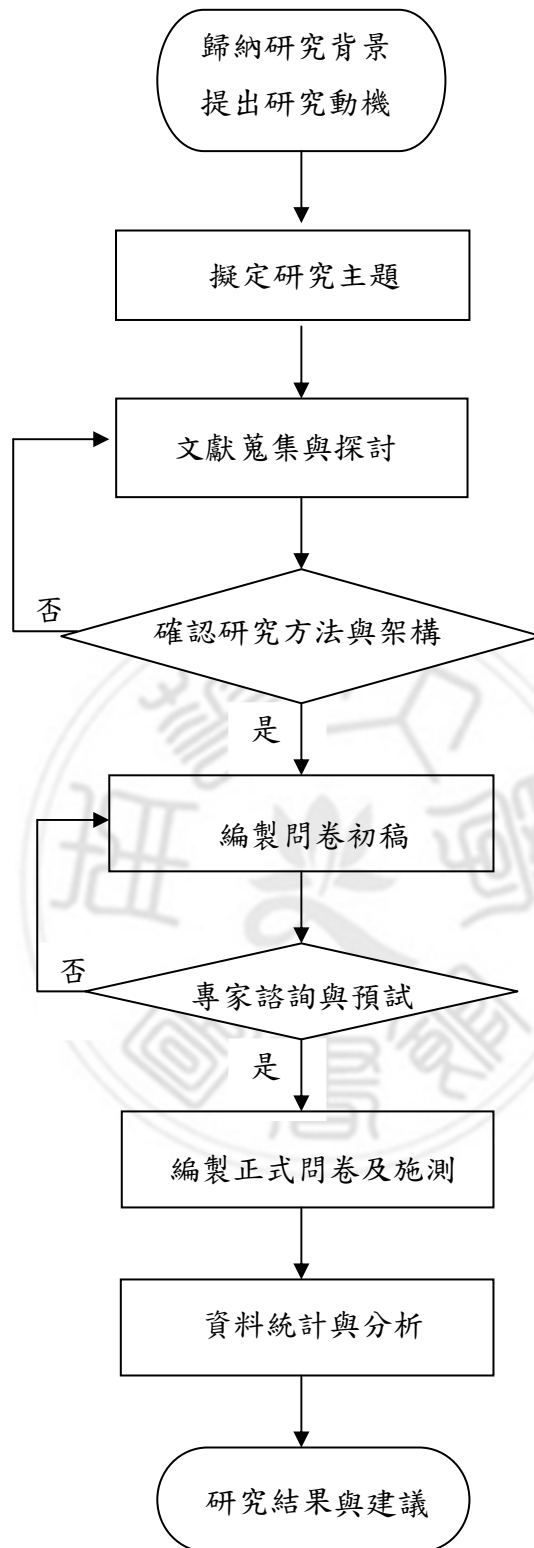 歸納研究背景
提出研究動機
擬定研究主題
文獻蒐集與探討
否
確認研究方法與架構
是
編製問卷初稿
否
專家諮詢與預試
是
編製正式問卷及施測
資料統計與分析
研究結果與建議